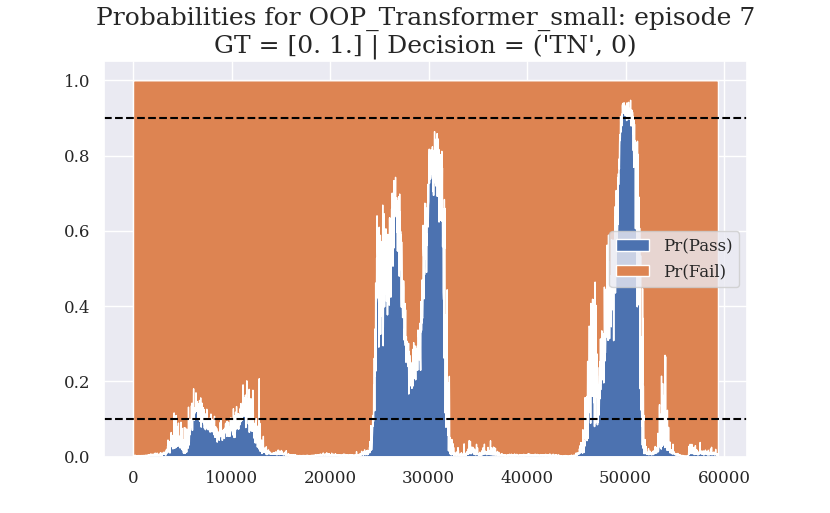 Probabilities for OOP_Transformer_small: episode 7
GT = [0. 1.] | Decision = ('TN', 0)
1.0
0.8
0.6
0.4
0.2
0.0
Pr(Pass)
Pr(Fail)
0 10000 20000 30000 40000 50000 60000